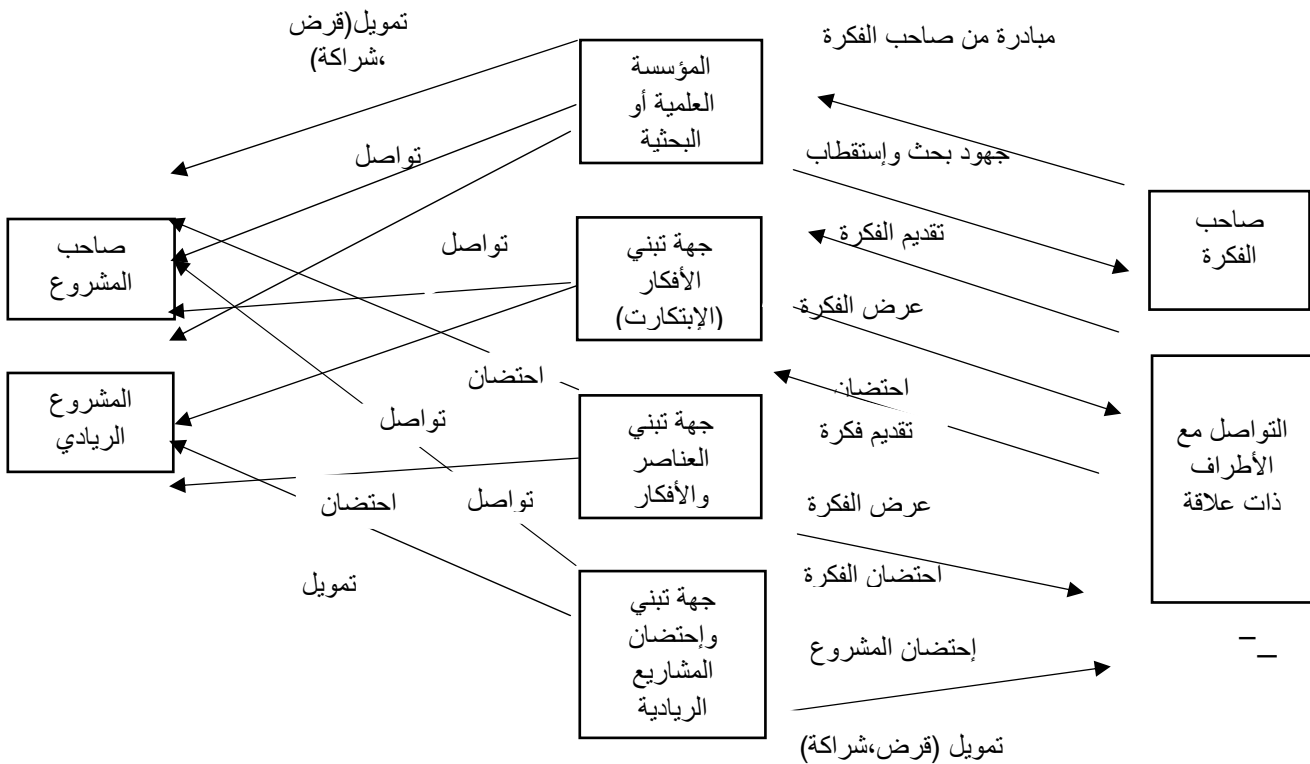 مبادرة من صاحب الفكرة
جهود بحث وإستقطاب
تقديم الفكرة
عرض الفكرة
احتضان
تقديم فكرة
عرض الفكرة
احتضان الفكرة
إحتضان المشروع
تمويل (قرض،شراكة)
صاحب
الفكرة
التواصل مع
الأطراف
ذات علاقة
المؤسسة
العلمية أو
البحثية
جهة تبني
الأفكار
(الإبتكارت)
جهة تبني
العناصر
والأفكار
جهة تبني
وإحتضان
المشاريع
الريادية
تمويل(قرض
،شراكة)
تواصل
تواصل
احتضان
تواصل
تواصل
احتضان
تمويل
صاحب
المشروع
المشروع
الريادي